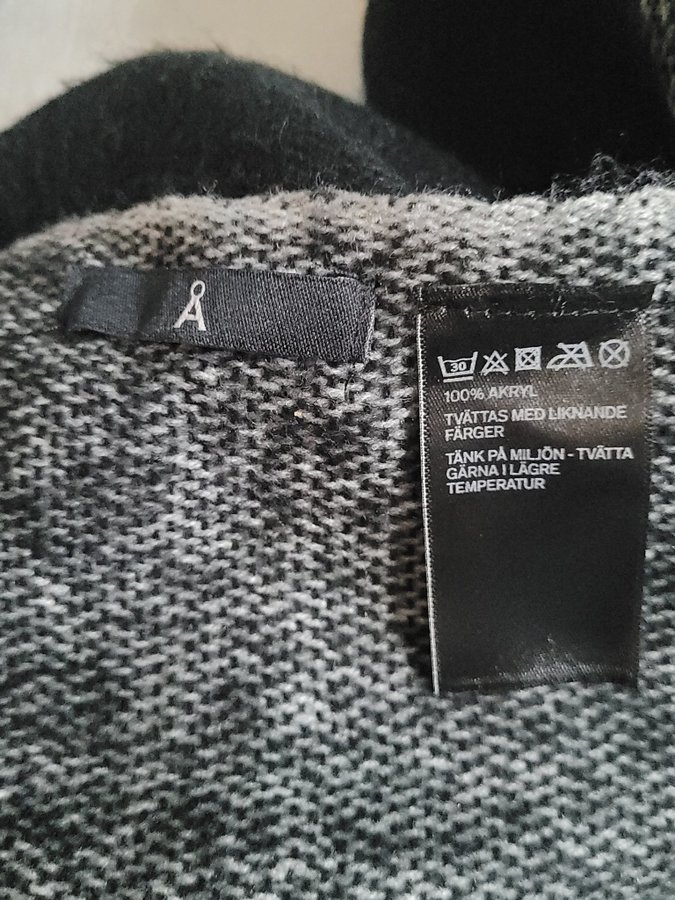 Å
30
100% AKRYL
TVÄTTAS MED LIKNANDE
FÄRGER
TÄNK PÅ MILJÖN - TVÄTTA
GÄRNA I LÄGRE
TEMPERATUR